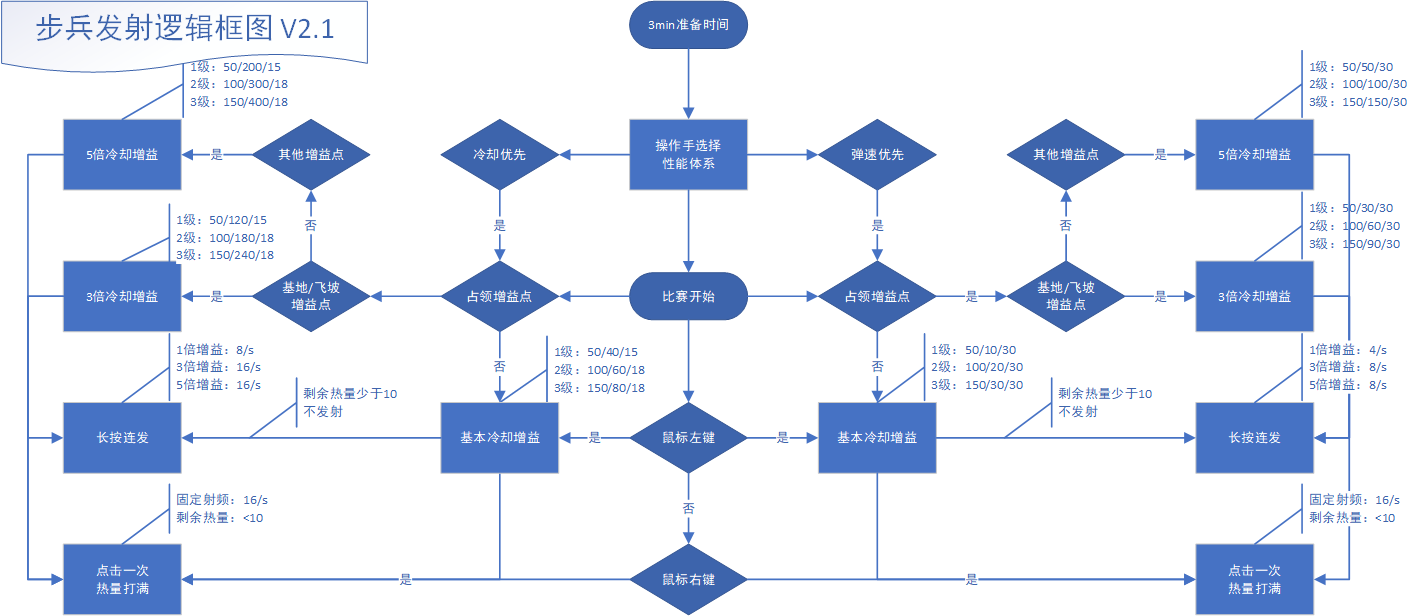 步兵发射逻辑框图 V2.1
3min准备时间
1级：50/200/15
2级：100/300/18
3级：150/400/18
1级：50/50/30
2级：100/100/30
3级：150/150/30
5倍冷却增益
是
其他增益点
冷却优先
操作手选择
性能体系
弹速优先
其他增益点
是
5倍冷却增益
否
是
是
否
1级：50/120/15
2级：100/180/18
3级：150/240/18
1级：50/30/30
2级：100/60/30
3级：150/90/30
3倍冷却增益
是
基地/飞坡
增益点
占领增益点
比赛开始
占领增益点
是
基地/飞坡
增益点
是
3倍冷却增益
1倍增益：8/s
3倍增益：16/s
5倍增益：16/s
否
1级：50/40/15
2级：100/60/18
3级：150/80/18
否
1级：50/10/30
2级：100/20/30
3级：150/30/30
1倍增益：4/s
3倍增益：8/s
5倍增益：8/s
剩余热量少于10
不发射
剩余热量少于10
不发射
长按连发
基本冷却增益
是
鼠标左键
是
基本冷却增益
长按连发
固定射频：16/s
剩余热量：<10
否
固定射频：16/s
剩余热量：<10
点击一次
热量打满
是
鼠标右键
是
点击一次
热量打满